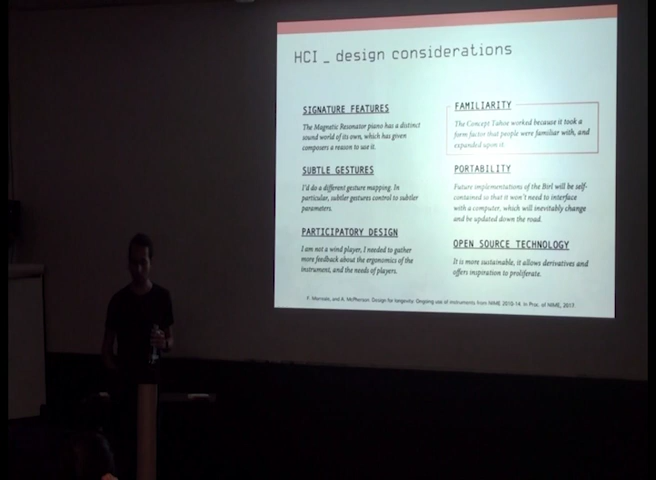 HCI _ design considerations
SIGNATURE FEATURES
The Magnetic Resonator piano has a distinct
sound world of its own, which has given
composers a reason to use it.
SUBTLE GESTURES
I'd do a different gesture mapping. In
particular, subtler gestures control to subtler
parameters.
PARTICIPATORY DESIGN
I am not a wind player, I needed to gather
more feedback about the ergonomics of the
instrument, and the needs of players.
FAMILIARITY
The Concept Tahoe worked because it took a
form factor that people were familiar with, and
expanded upon it.
PORTABILITY
Future implementations of the Birl will be self-
contained so that it won't need to interface
with a computer, which will inevitably change
and be updated down the road.
OPEN SOURCE TECHNOLOGY
It is more sustainable, it allows derivatives and
offers inspiration to proliferate.
F. Morreale, and A. McPherson. Design for longevity: Ongoing use of instruments from NIME 2010-14. In Proc. of NIME, 2017.